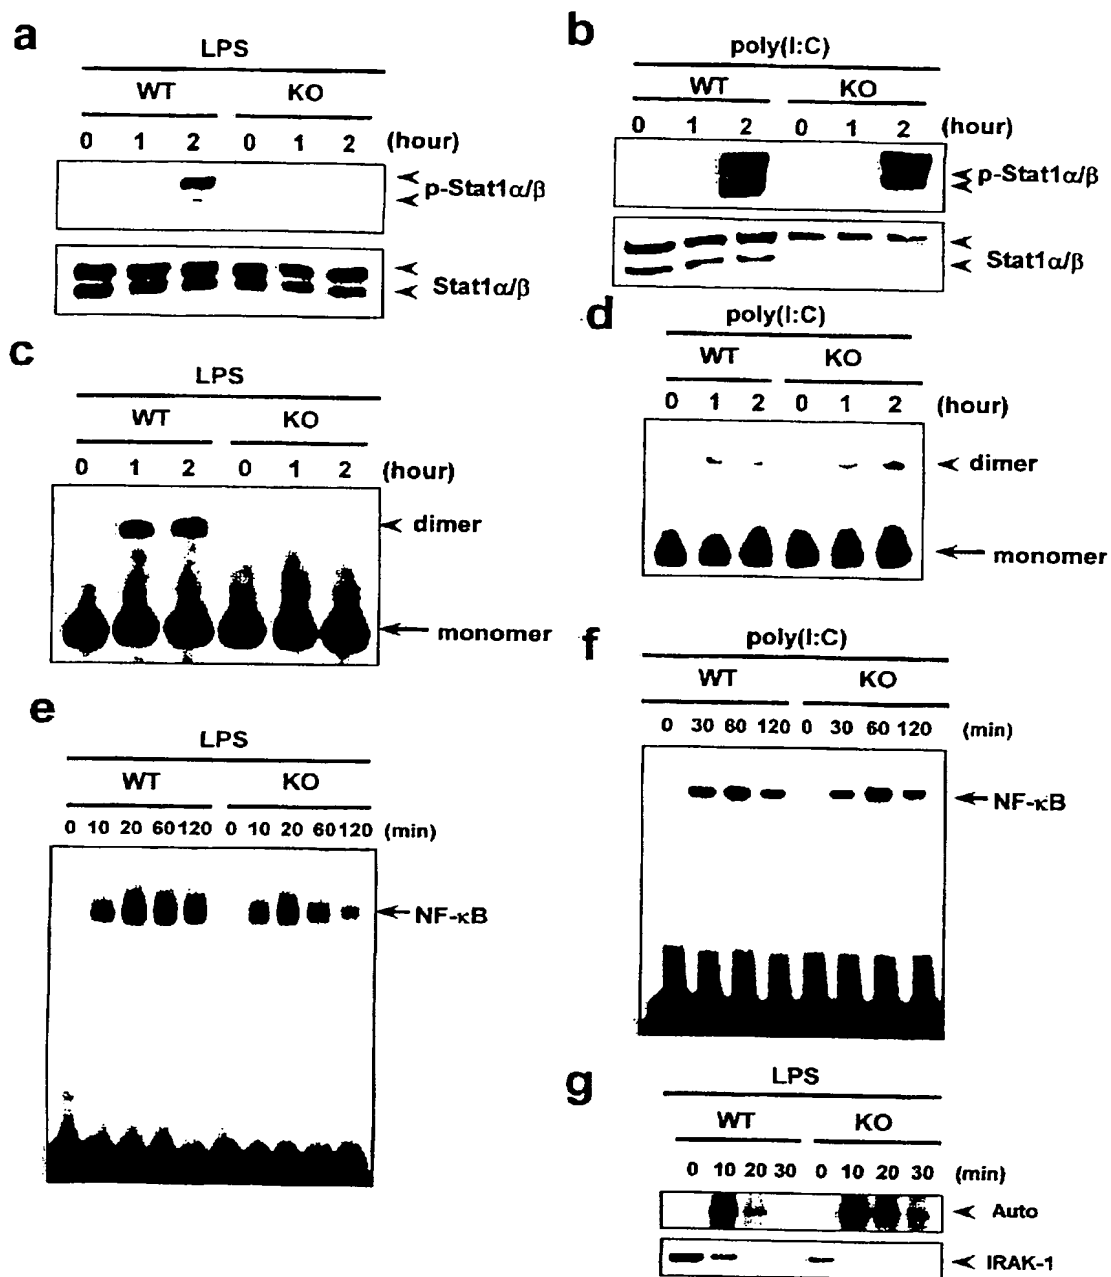 a
LPS
WT KO
0 1 2 0 1 2 (hour)
p-Stat1α/β
Stat1α/β
b
poly(I:C)
WT KO
0 1 2 0 1 2 (hour)
p-Stat1α/β
Stat1α/β
c
LPS
WT KO
0 1 2 0 1 2 (hour)
dimer
monomer
d
poly(I:C)
WT KO
0 1 2 0 1 2 (hour)
dimer
monomer
e
LPS
WT KO
0 10 20 60 120 0 10 20 60 120 (min)
NF-κB
f
poly(I:C)
WT KO
0 30 60 120 0 30 60 120 (min)
NF-κB
g
LPS
WT KO
0 10 20 30 0 10 20 30 (min)
Auto
IRAK-1